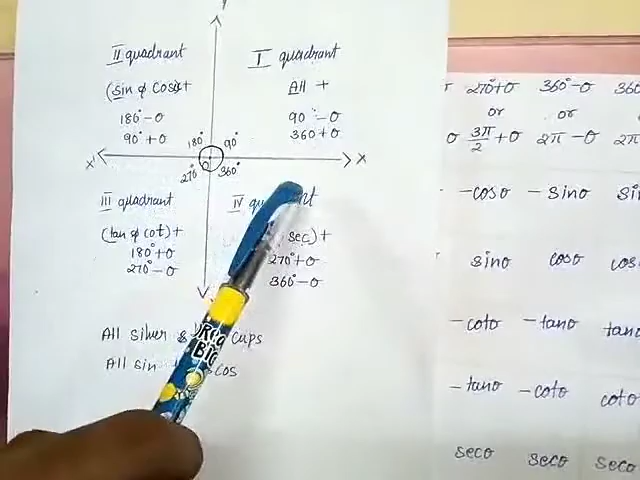 Y
II quadrant
(sin & cosec)+
180°-θ
90°+θ
I quadrant
All +
90°-θ
360+θ
180° 90°
X' X
270° 360°
III quadrant
(tan & cot)+
180°+θ
270°-θ
IV
sec)+
270°+θ
360°-θ
All silver cups
All sin cos
270+θ 360°-θ
or or
θ 3π/2+θ 2π-θ 2π
-cosθ -sinθ
sinθ cosθ
-cotθ -tanθ
-tanθ -cotθ cotθ
secθ secθ secθ